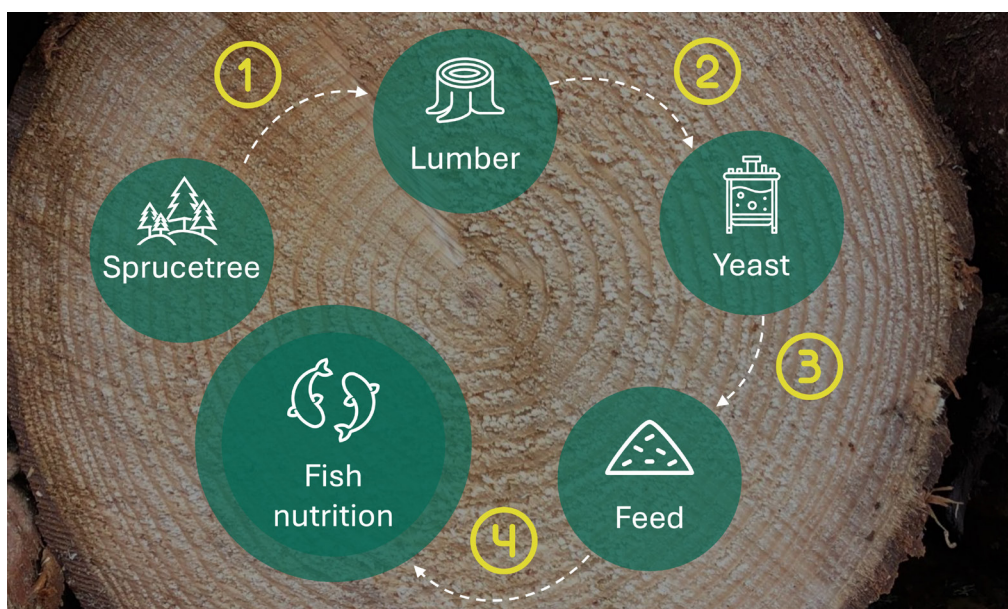 1
Lumber
2
Sprucetree
Yeast
3
Fish
nutrition
Feed
4